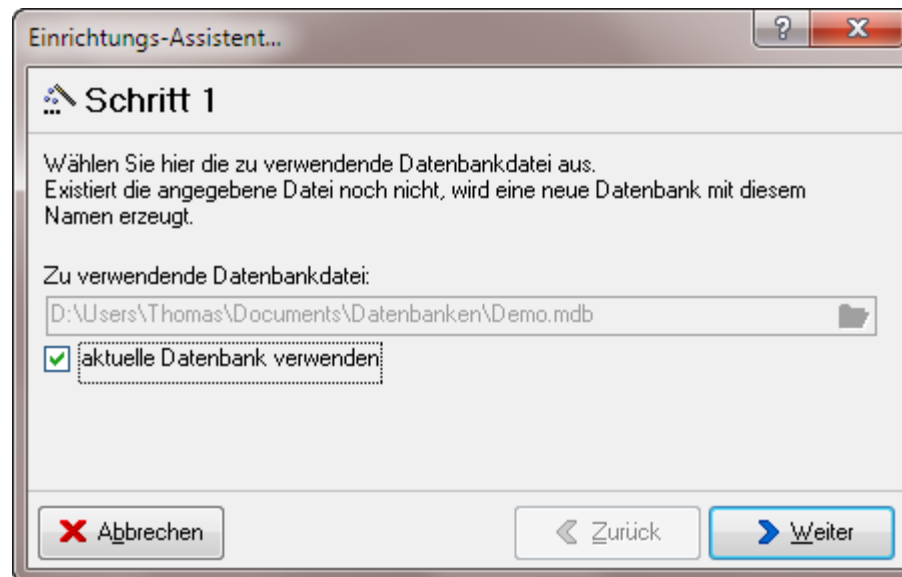 Einrichtungs-Assistent...
Schritt 1
Wählen Sie hier die zu verwendende Datenbankdatei aus.
Existiert die angegebene Datei noch nicht, wird eine neue Datenbank mit diesem
Namen erzeugt.
Zu verwendende Datenbankdatei:
D:\Users\Thomas\Documents\Datenbanken\Demo.mdb
aktuelle Datenbank verwenden
Abbrechen
Zurück
Weiter